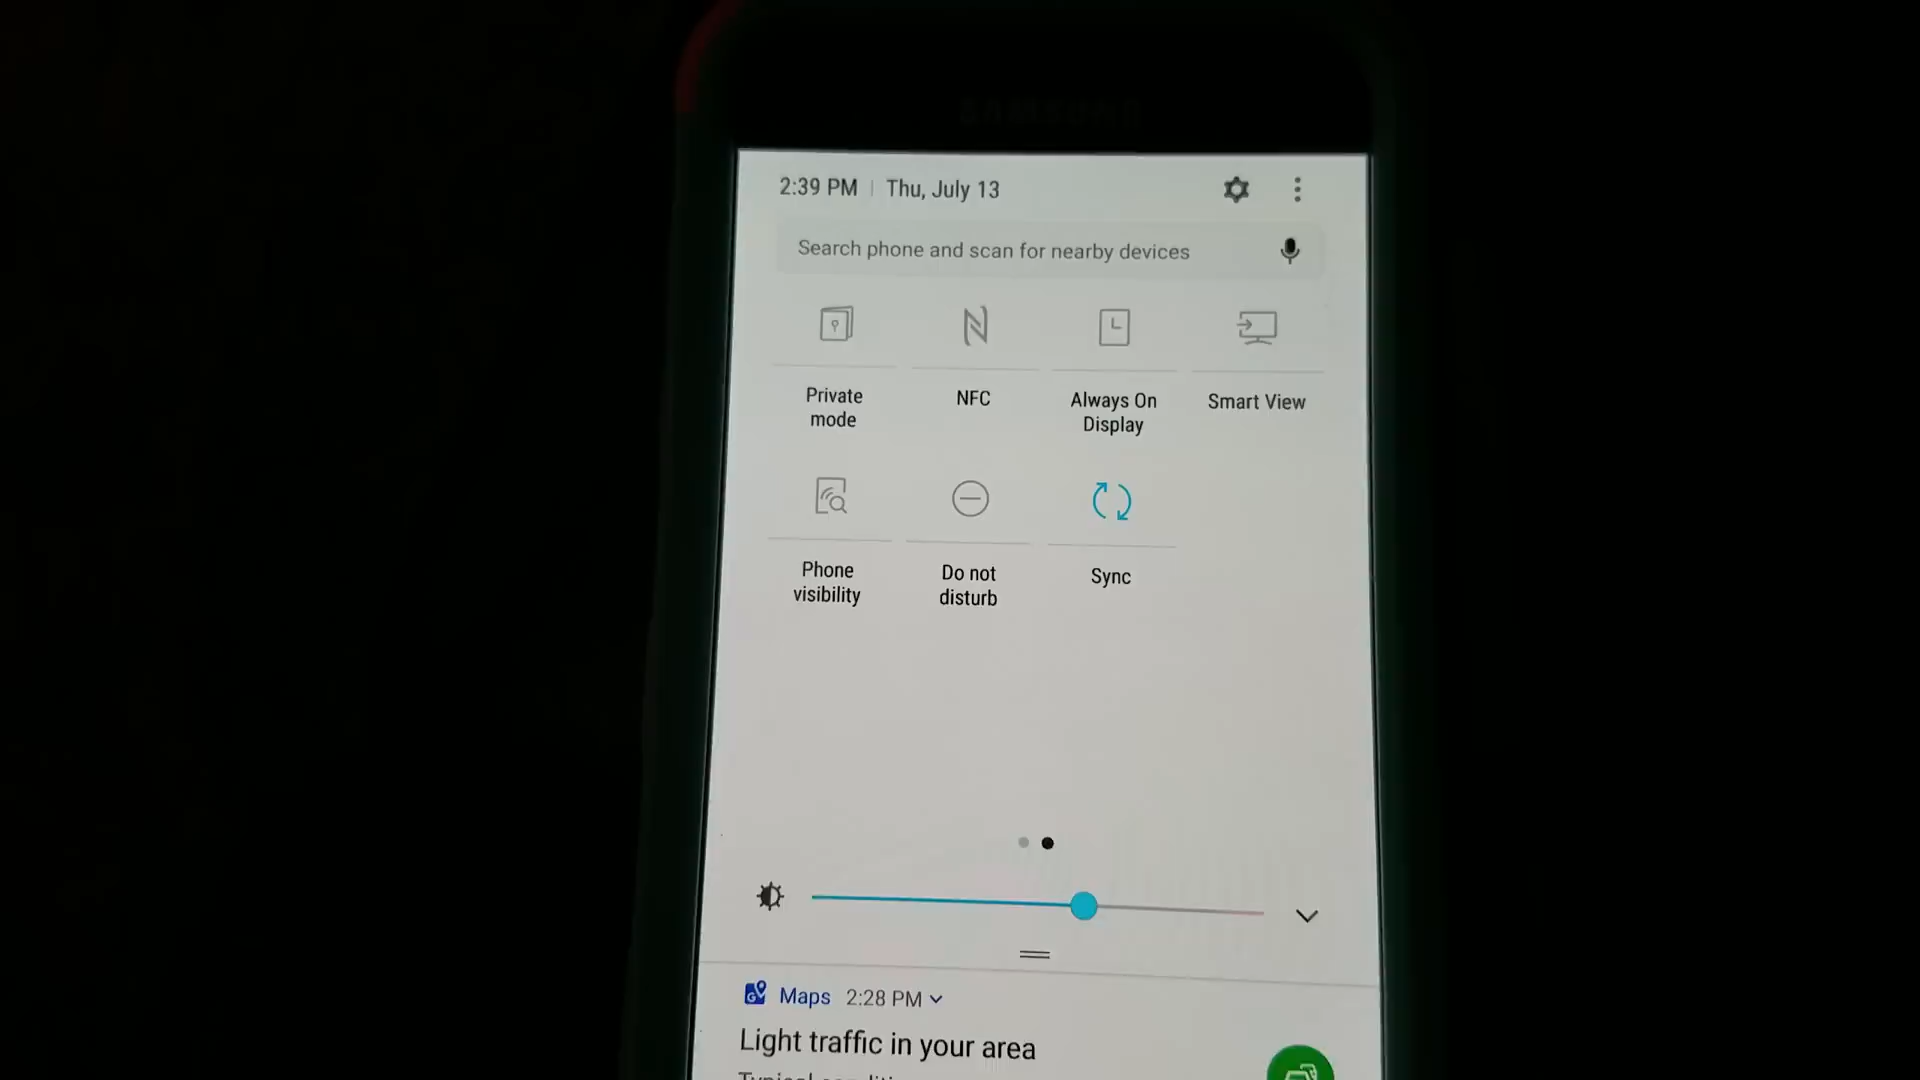 SAMSUNG
2:39 PM | Thu, July 13
Search phone and scan for nearby devices
Private
mode
NFC
Always On
Display
Smart View
Phone
visibility
Do not
disturb
Sync
Maps 2:28 PM
Light traffic in your area